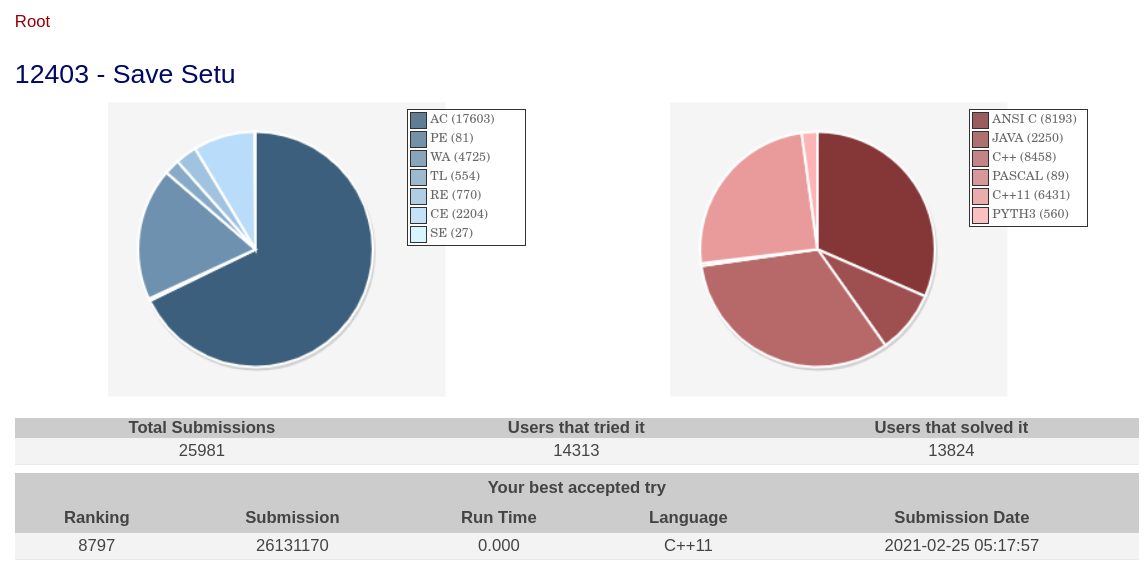 Root
12403 - Save Setu
AC (17603)
PE (81)
WA (4725)
TL (554)
RE (770)
CE (2204)
SE (27)
ANSI C (8193)
JAVA (2250)
C++ (8458)
PASCAL (89)
C++11 (6431)
PYTH3 (560)
Total Submissions Users that tried it Users that solved it
25981 14313 13824
Your best accepted try
Ranking Submission Run Time Language Submission Date
8797 26131170 0.000 C++11 2021-02-25 05:17:57